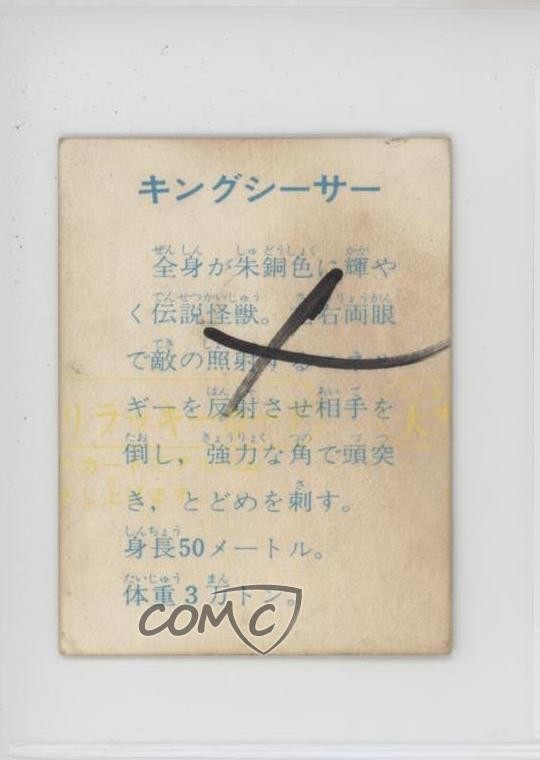 キングシーサー
全身が朱銅色に輝や
く伝説怪獣。右両眼
で敵の照射する
ギーを反射させ相手を
倒し，強力な角で頭突
き，とどめを刺す。
身長50メートル。
体重3万トン。
COMC